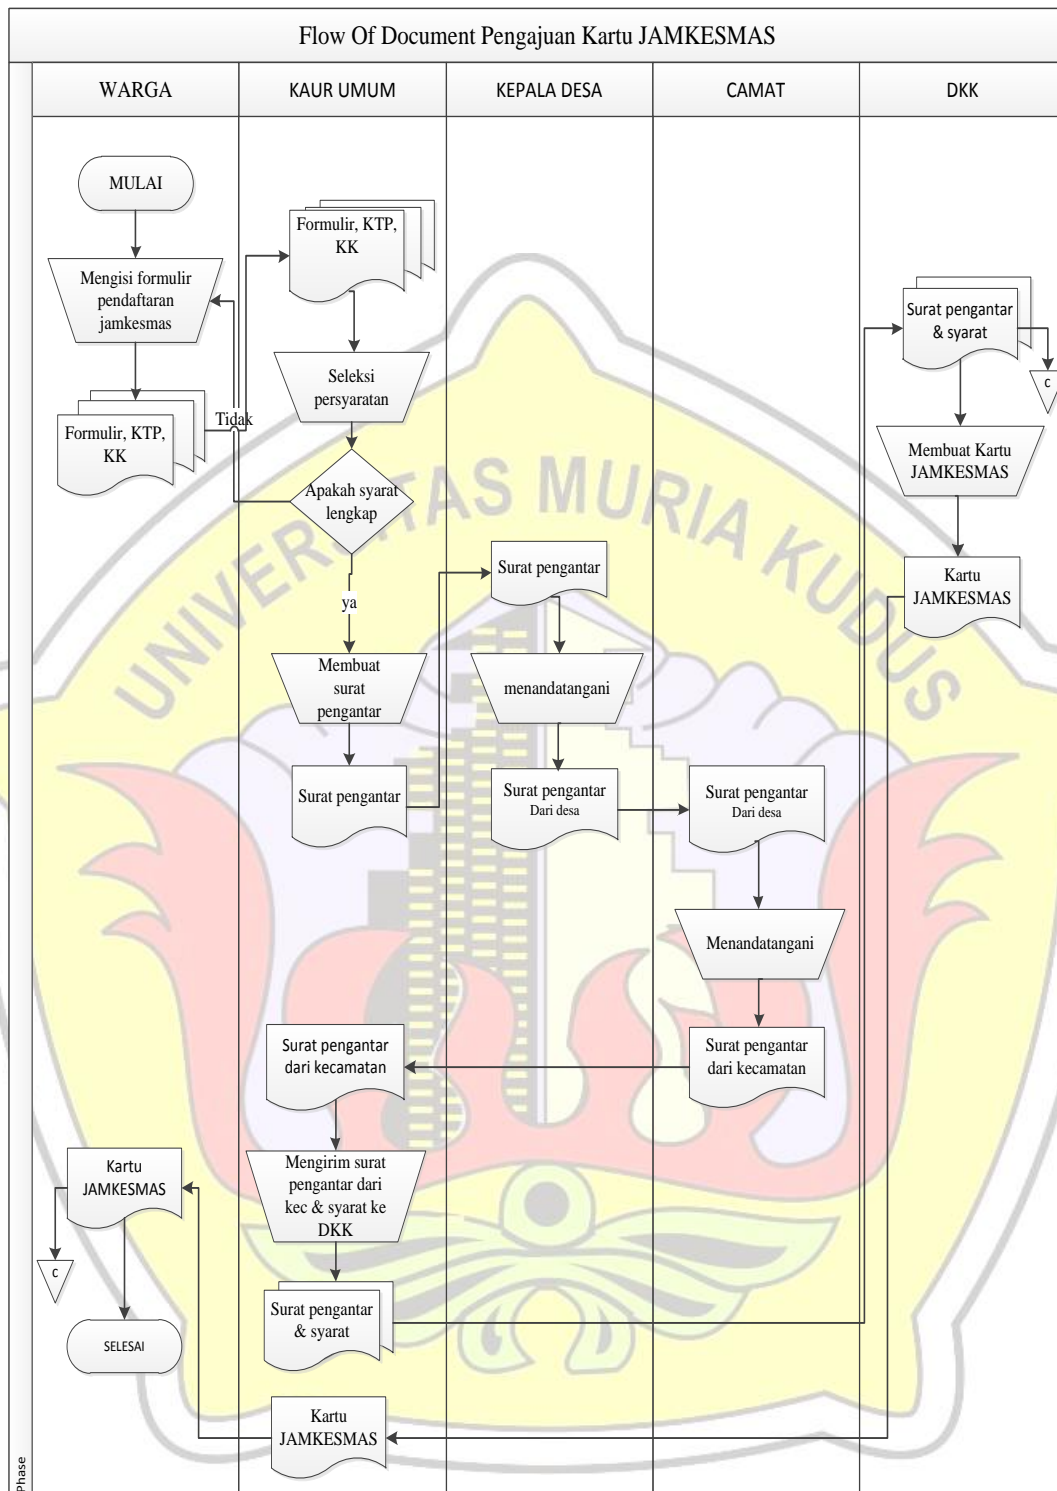 Flow Of Document Pengajuan Kartu JAMKESMAS
WARGA
KAUR UMUM
KEPALA DESA
CAMAT
DKK
MULAI
Mengisi formulir
pendaftaran
jamkesmas
Formulir, KTP,
KK
Tidak
Formulir, KTP,
KK
Seleksi
persyaratan
Apakah syarat
lengkap
ya
Membuat
surat
pengantar
Surat pengantar
Surat pengantar
menandatangani
Surat pengantar
Dari desa
Surat pengantar
Dari desa
Menandatangani
Surat pengantar
dari kecamatan
Surat pengantar
dari kecamatan
Mengirim surat
pengantar dari
kec & syarat ke
DKK
Surat pengantar
& syarat
Surat pengantar
& syarat
C
Membuat Kartu
JAMKESMAS
Kartu
JAMKESMAS
Kartu
JAMKESMAS
Kartu
JAMKESMAS
C
SELESAI
Phase
UNIVERSITAS MURIA KUDUS